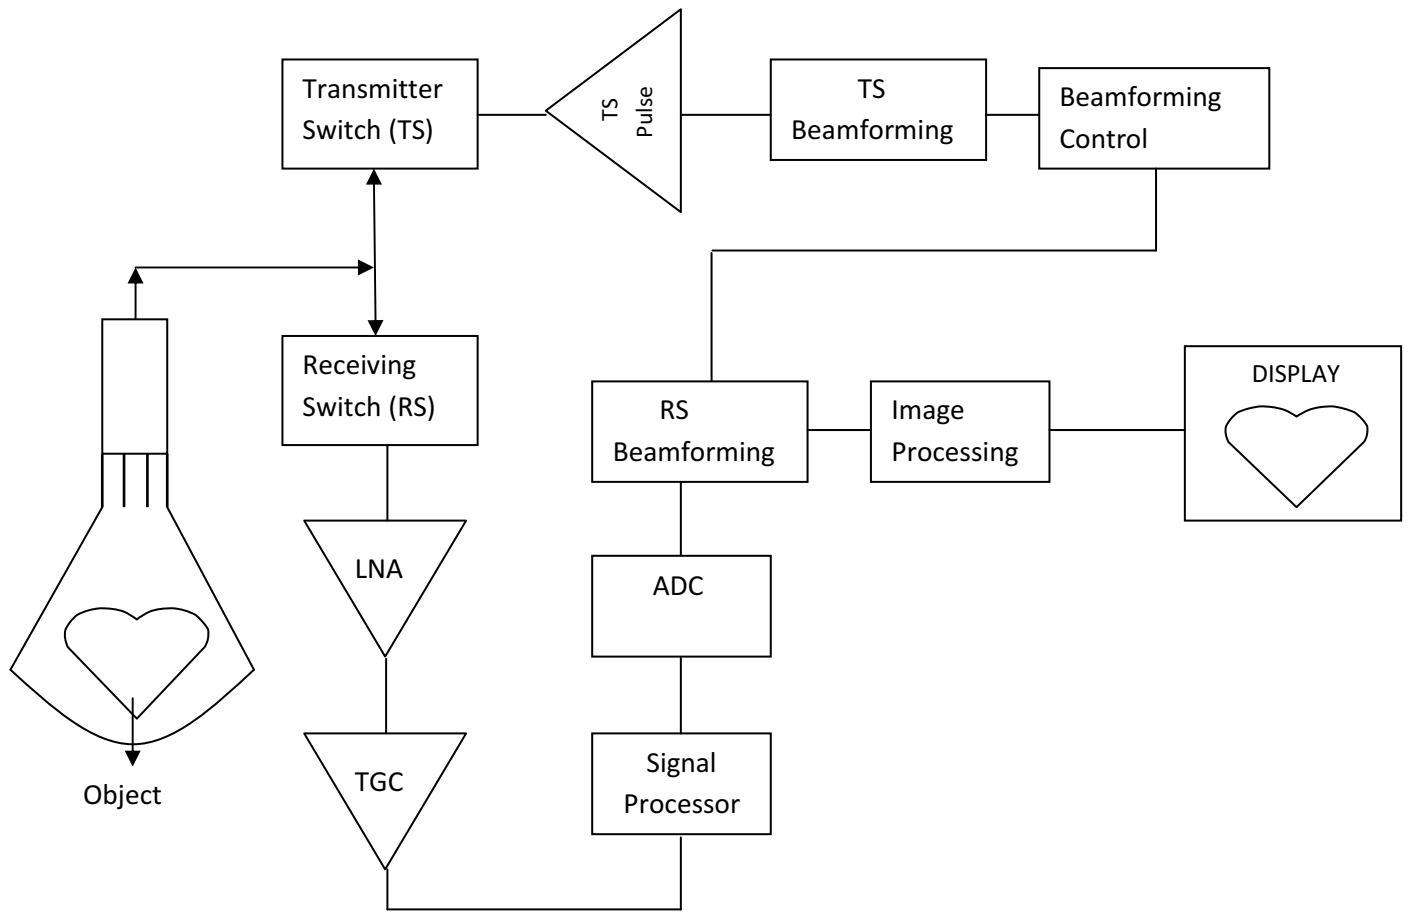 Transmitter
Switch (TS)
TS
Pulse
TS
Beamforming
Beamforming
Control
Receiving
Switch (RS)
RS
Beamforming
Image
Processing
DISPLAY
LNA
ADC
TGC
Signal
Processor
Object